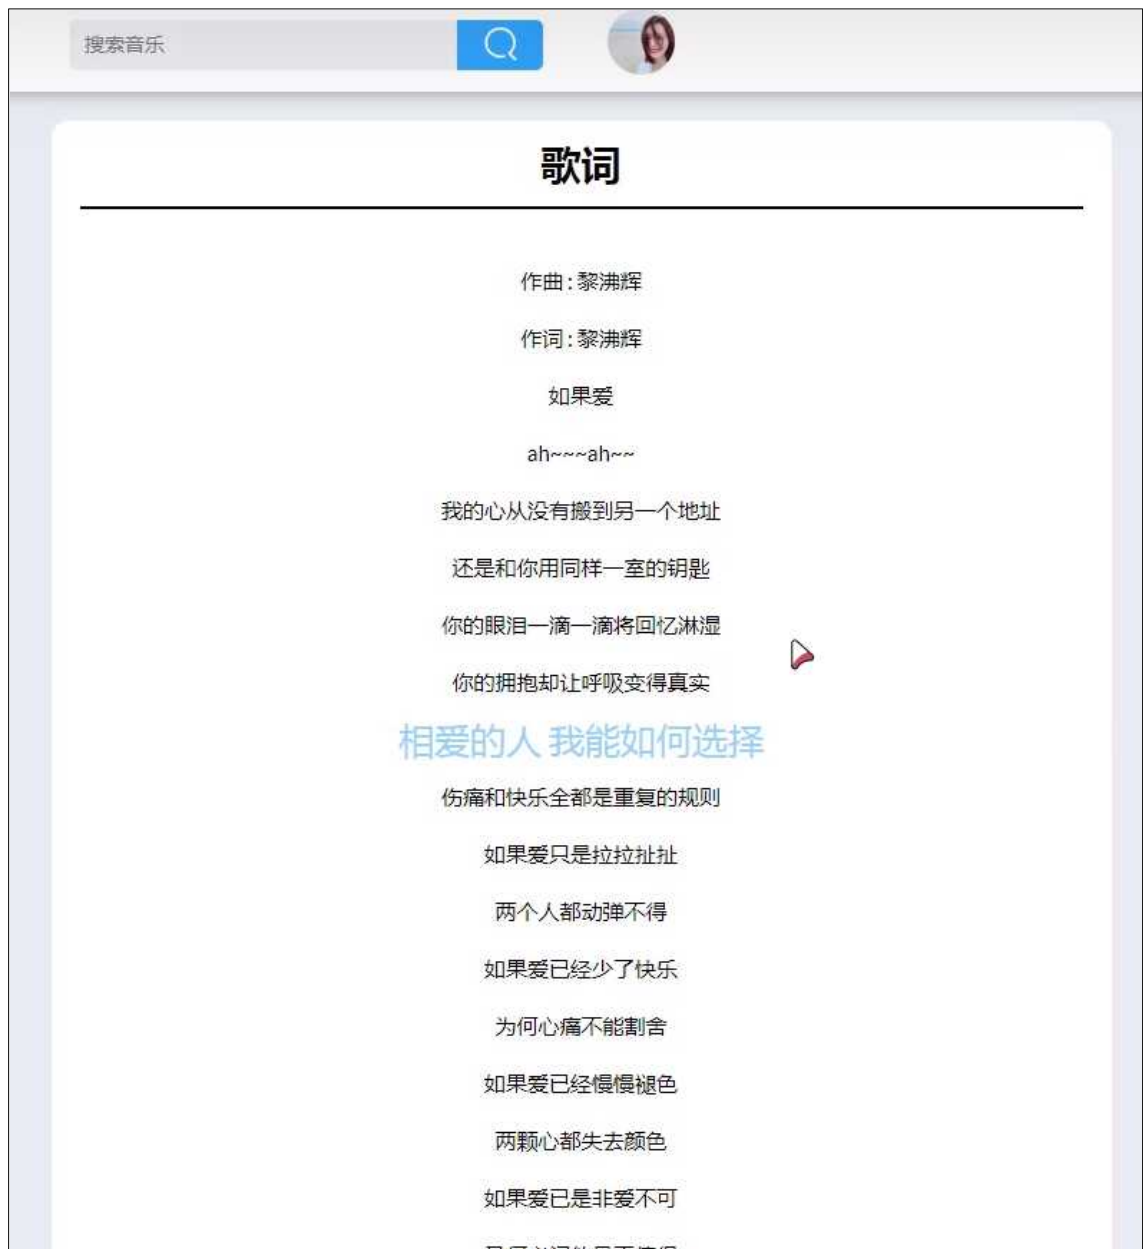 搜索音乐
歌词
作曲 : 黎沸辉
作词 : 黎沸辉
如果爱
ah~~~ah~~
我的心从没有搬到另一个地址
还是和你用同样一室的钥匙
你的眼泪一滴一滴将回忆淋湿
你的拥抱却让呼吸变得真实
相爱的人 我能如何选择
伤痛和快乐全都是重复的规则
如果爱只是拉拉扯扯
两个人都动弹不得
如果爱已经少了快乐
为何心痛不能割舍
如果爱已经慢慢褪色
两颗心都失去颜色
如果爱已是非爱不可